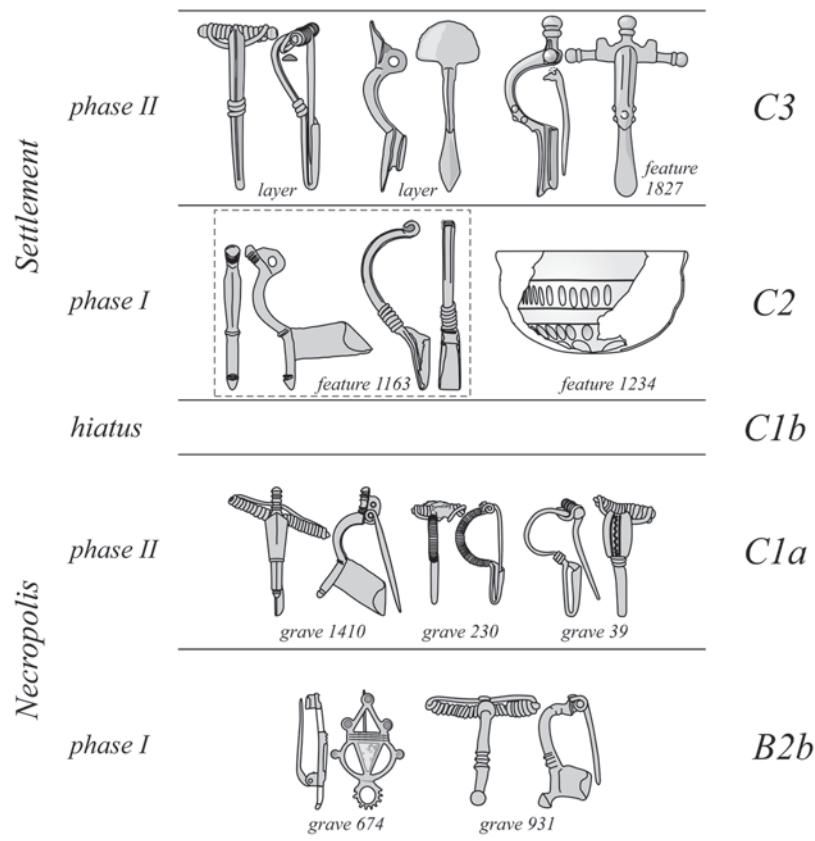 Settlement
phase II
layer
layer
feature
1827
C3
phase I
feature 1163
feature 1234
C2
hiatus
C1b
Necropolis
phase II
grave 1410
grave 230
grave 39
C1a
phase I
grave 674
grave 931
B2b